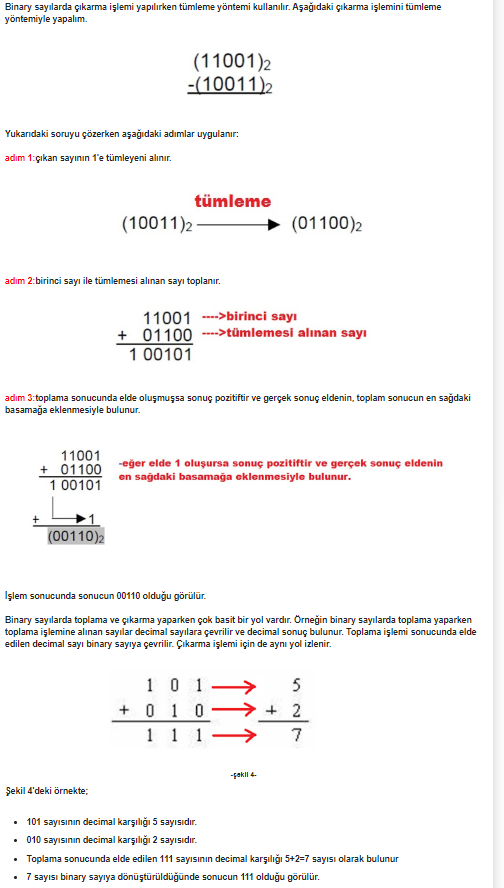 Binary sayılarda çıkarma işlemi yapılırken tümleme yöntemi kullanılır. Aşağıdaki çıkarma işlemini tümleme
yöntemiyle yapalım.
(11001)2
-(10011)2
Yukarıdaki soruyu çözerken aşağıdaki adımlar uygulanır:
adım 1:çıkan sayının 1'e tümleyeni alınır.
tümleme
(10011)2 (01100)2
adım 2:birinci sayı ile tümlemesi alınan sayı toplanır.
11001 ---->birinci sayı
+ 01100 ---->tümlemesi alınan sayı
1 00101
adım 3:toplama sonucunda elde oluşmuşsa sonuç pozitiftir ve gerçek sonuç eldenin, toplam sonucun en sağdaki
basamağa eklenmesiyle bulunur.
11001
+ 01100
1 00101
-eğer elde 1 oluşursa sonuç pozitiftir ve gerçek sonuç eldenin
en sağdaki basamağa eklenmesiyle bulunur.
+ 1
(00110)2
İşlem sonucunda sonucun 00110 olduğu görülür.
Binary sayılarda toplama ve çıkarma yaparken çok basit bir yol vardır. Örneğin binary sayılarda toplama yaparken
toplama işlemine alınan sayılar decimal sayılara çevrilir ve decimal sonuç bulunur. Toplama işlemi sonucunda elde
edilen decimal sayı binary sayıya çevrilir. Çıkarma işlemi için de aynı yol izlenir.
1 0 1 5
+ 0 1 0 + 2
1 1 1 7
-şekil 4-
Şekil 4'deki örnekte;
• 101 sayısının decimal karşılığı 5 sayısıdır.
• 010 sayısının decimal karşılığı 2 sayısıdır.
• Toplama sonucunda elde edilen 111 sayısının decimal karşılığı 5+2=7 sayısı olarak bulunur
• 7 sayısı binary sayıya dönüştürüldüğünde sonucun 111 olduğu görülür.